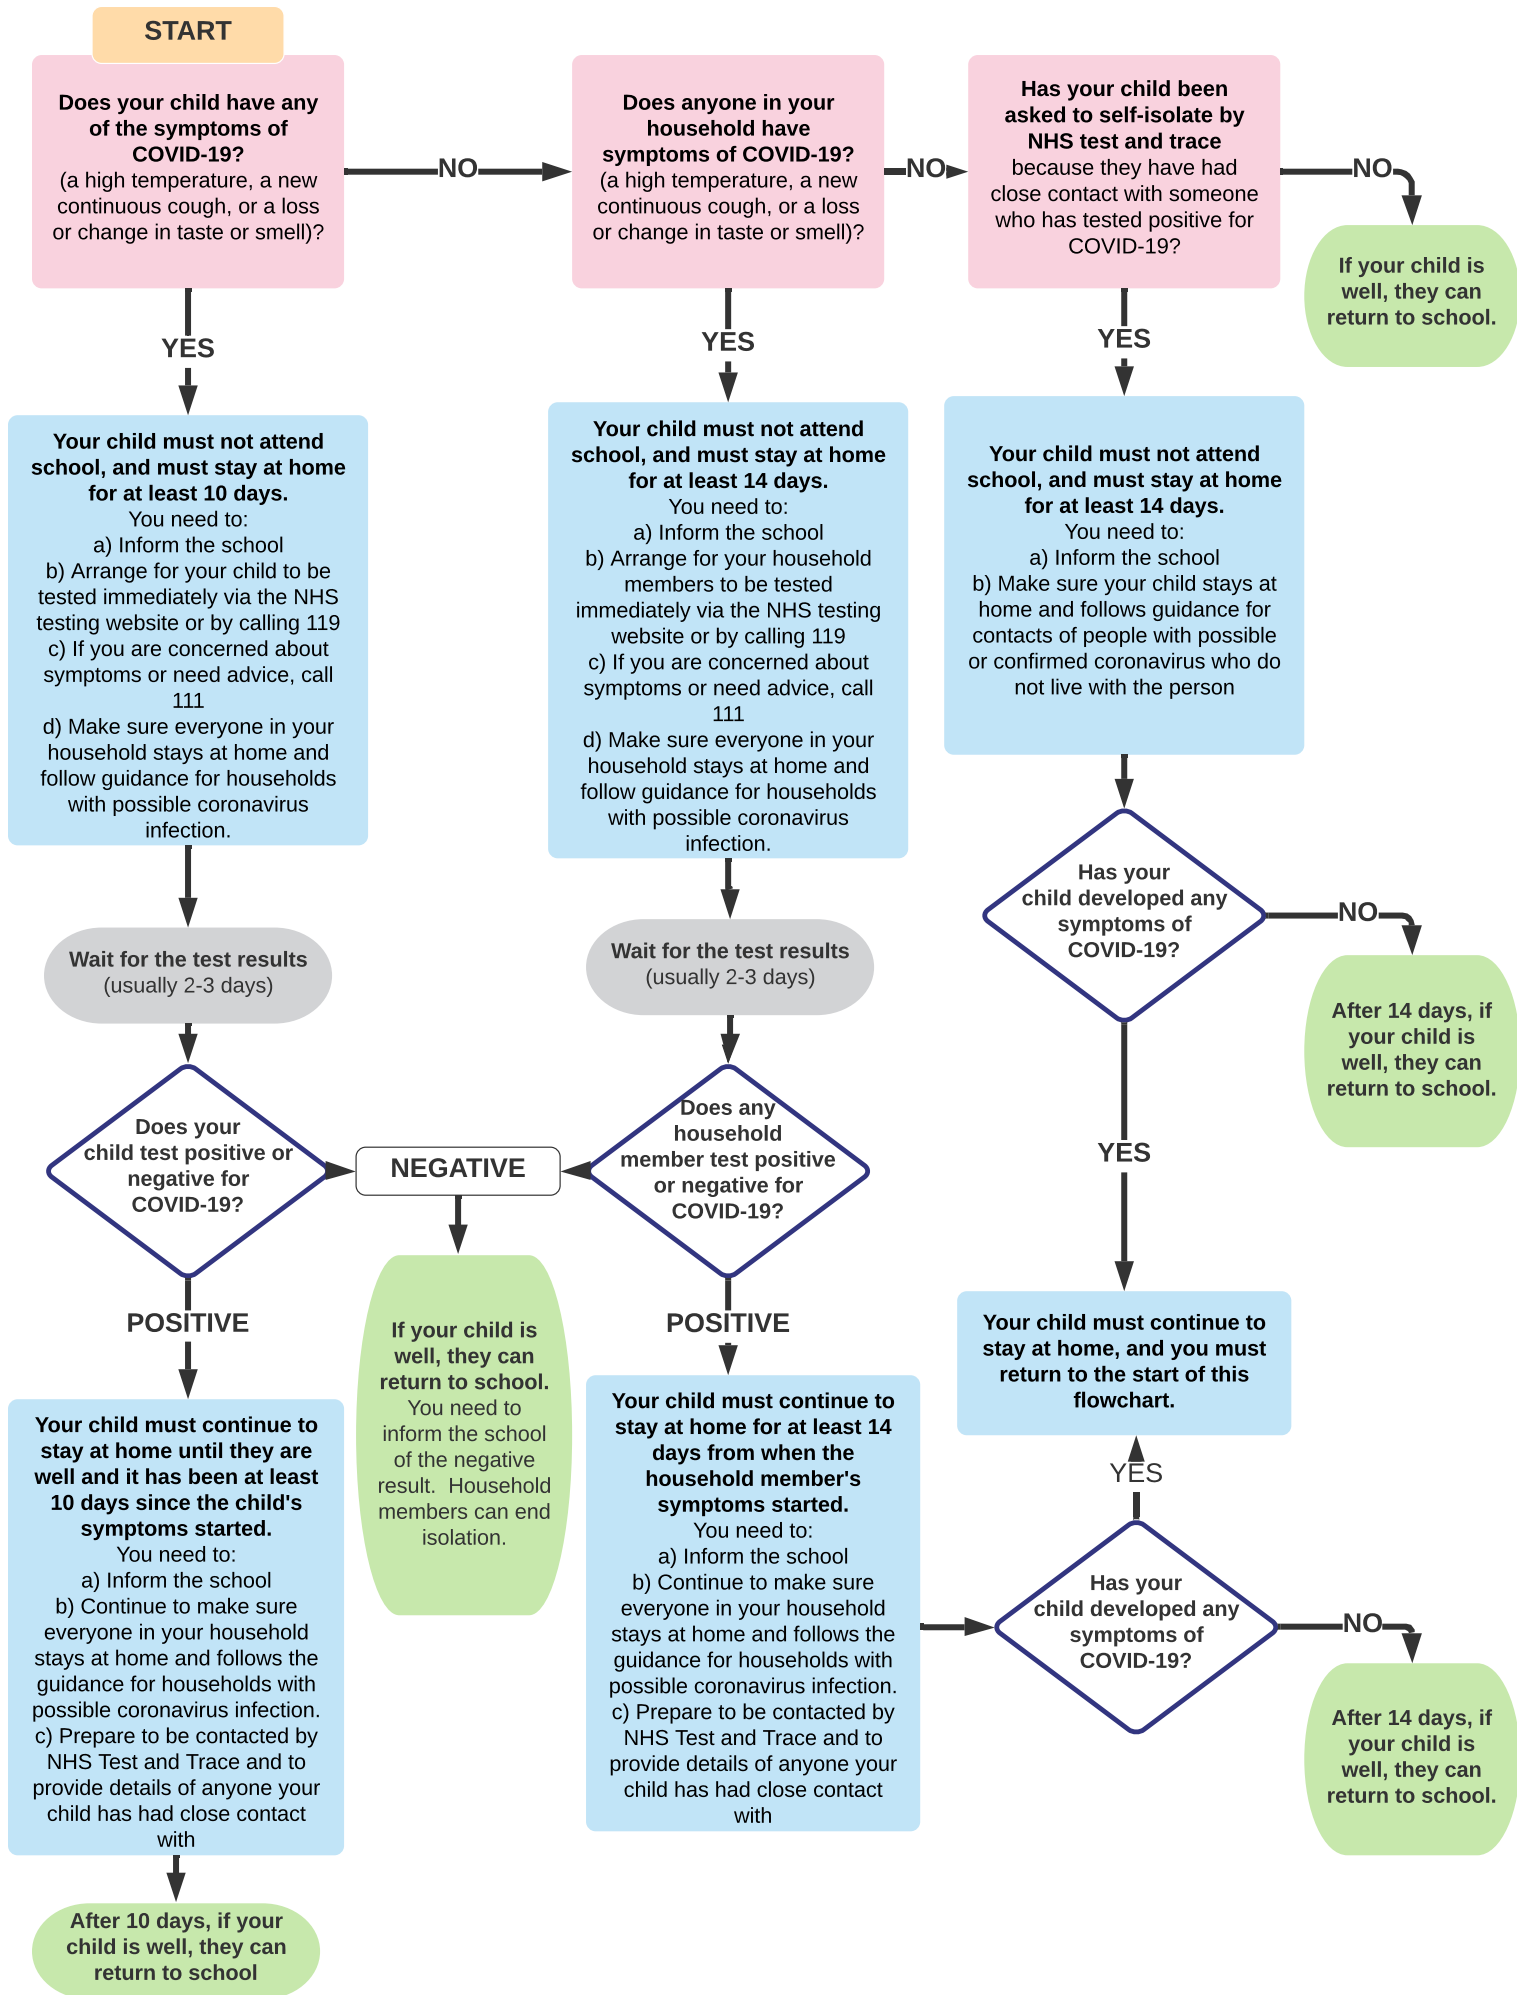 START
Does your child have any
of the symptoms of
COVID-19?
(a high temperature, a new
continuous cough, or a loss
or change in taste or smell)?
NO
Does anyone in your
household have
symptoms of COVID-19?
(a high temperature, a new
continuous cough, or a loss
or change in taste or smell)?
NO
Has your child been
asked to self-isolate by
NHS test and trace
because they have had
close contact with someone
who has tested positive for
COVID-19?
NO
If your child is
well, they can
return to school.
YES
YES
YES
Your child must not attend
school, and must stay at home
for at least 10 days.
You need to:
a) Inform the school
b) Arrange for your child to be
tested immediately via the NHS
testing website or by calling 119
c) If you are concerned about
symptoms or need advice, call
111
d) Make sure everyone in your
household stays at home and
follow guidance for households
with possible coronavirus
infection.
Your child must not attend
school, and must stay at home
for at least 14 days.
You need to:
a) Inform the school
b) Arrange for your household
members to be tested
immediately via the NHS testing
website or by calling 119
c) If you are concerned about
symptoms or need advice, call
111
d) Make sure everyone in your
household stays at home and
follow guidance for households
with possible coronavirus
infection.
Your child must not attend
school, and must stay at home
for at least 14 days.
You need to:
a) Inform the school
b) Make sure your child stays at
home and follows guidance for
contacts of people with possible
or confirmed coronavirus who do
not live with the person
Has your
child developed any
symptoms of
COVID-19?
NO
After 14 days, if
your child is
well, they can
return to school.
Wait for the test results
(usually 2-3 days)
Wait for the test results
(usually 2-3 days)
Does your
child test positive or
negative for
COVID-19?
NEGATIVE
Does any
household
member test positive
or negative for
COVID-19?
YES
POSITIVE
If your child is
well, they can
return to school.
You need to
inform the school
of the negative
result.  Household
members can end
isolation.
POSITIVE
Your child must continue to
stay at home, and you must
return to the start of this
flowchart.
Your child must continue to
stay at home until they are
well and it has been at least
10 days since the child's
symptoms started.
You need to:
a) Inform the school
b) Continue to make sure
everyone in your household
stays at home and follows the
guidance for households with
possible coronavirus infection.
c) Prepare to be contacted by
NHS Test and Trace and to
provide details of anyone your
child has had close contact
with
Your child must continue to
stay at home for at least 14
days from when the
household member's
symptoms started.
You need to:
a) Inform the school
b) Continue to make sure
everyone in your household
stays at home and follows the
guidance for households with
possible coronavirus infection.
c) Prepare to be contacted by
NHS Test and Trace and to
provide details of anyone your
child has had close contact
with
YES
Has your
child developed any
symptoms of
COVID-19?
NO
After 14 days, if
your child is
well, they can
return to school.
After 10 days, if your
child is well, they can
return to school